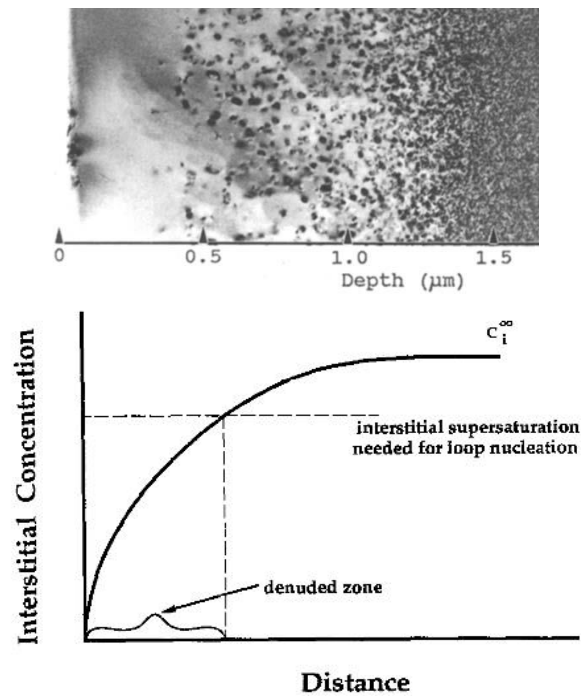 0 0.5 1.0 1.5
Depth (µm)
C i ∞
interstitial supersaturation
needed for loop nucleation
denuded zone
Interstitial Concentration
Distance